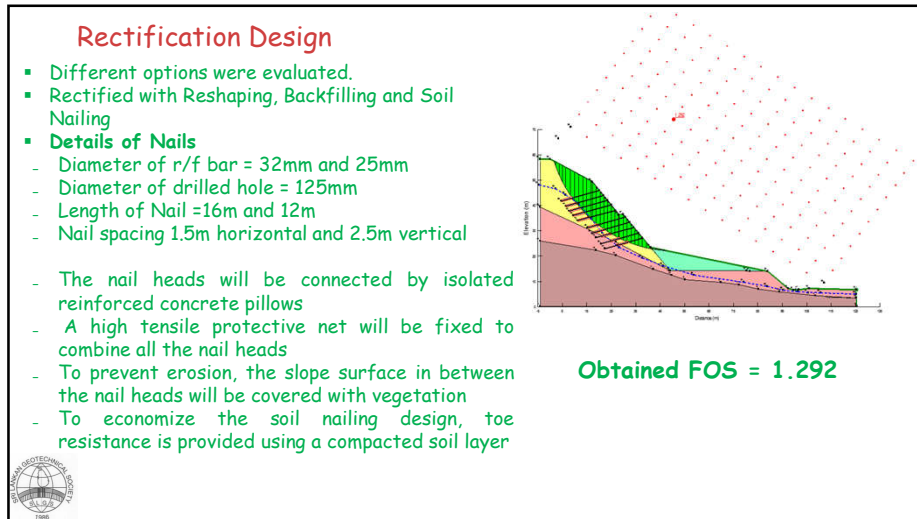 Rectification Design
▪ Different options were evaluated.
▪ Rectified with Reshaping, Backfilling and Soil
Nailing
▪ Details of Nails
– Diameter of r/f bar = 32mm and 25mm
– Diameter of drilled hole = 125mm
– Length of Nail =16m and 12m
– Nail spacing 1.5m horizontal and 2.5m vertical
– The nail heads will be connected by isolated
reinforced concrete pillows
– A high tensile protective net will be fixed to
combine all the nail heads
– To prevent erosion, the slope surface in between
the nail heads will be covered with vegetation
– To economize the soil nailing design, toe
resistance is provided using a compacted soil layer
Elevation (m)
Distance (m)
Obtained FOS = 1.292
SRI LANKAN GEOTECHNICAL SOCIETY
S L G S
1986